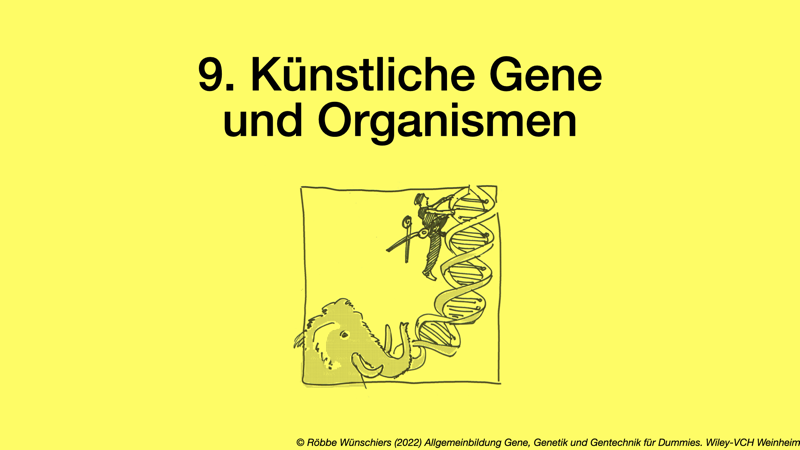 9. Künstliche Gene
und Organismen
© Röbbe Wünschiers (2022) Allgemeinbildung Gene, Genetik und Gentechnik für Dummies. Wiley-VCH Weinheim